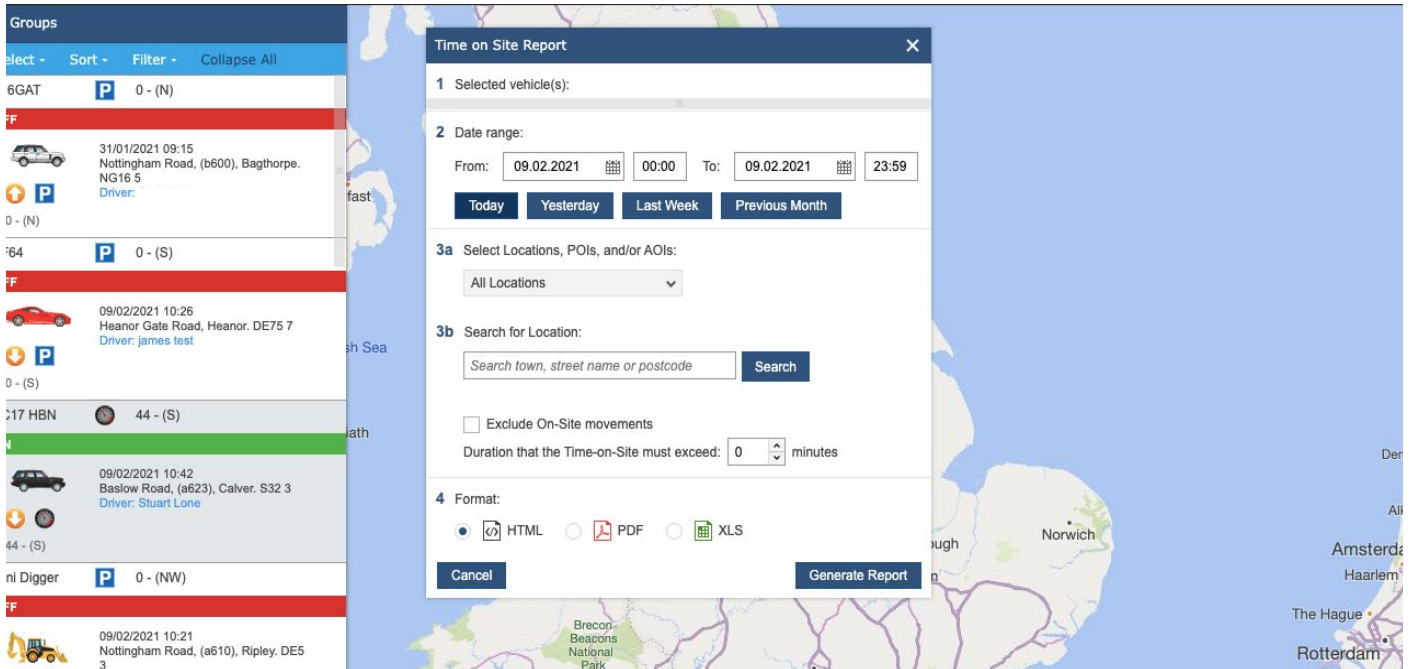 Groups
elect - Sort - Filter - Collapse All
6GAT P 0 - (N)
FF
31/01/2021 09:15
Nottingham Road, (b600), Bagthorpe.
NG16 5
Driver:
P
0 - (N)
F64 P 0 - (S)
FF
09/02/2021 10:26
Heanor Gate Road, Heanor. DE75 7
Driver: james test
P
0 - (S)
C17 HBN 44 - (S)
N
09/02/2021 10:42
Baslow Road, (a623), Calver. S32 3
Driver: Stuart Lone
44 - (S)
ni Digger P 0 - (NW)
FF
09/02/2021 10:21
Nottingham Road, (a610), Ripley. DE5
3
Time on Site Report
1 Selected vehicle(s):
2 Date range:
From: 09.02.2021 00:00 To: 09.02.2021 23:59
Today Yesterday Last Week Previous Month
3a Select Locations, POIs, and/or AOIs:
All Locations
3b Search for Location:
Search town, street name or postcode Search
Exclude On-Site movements
Duration that the Time-on-Site must exceed: 0 minutes
4 Format:
HTML PDF XLS
Cancel Generate Report
fast
sh Sea
iath
ough
n
Norwich
Brecon
Beacons
National
Park
Den
Alk
Amsterda
Haarlem
The Hague
Rotterdam